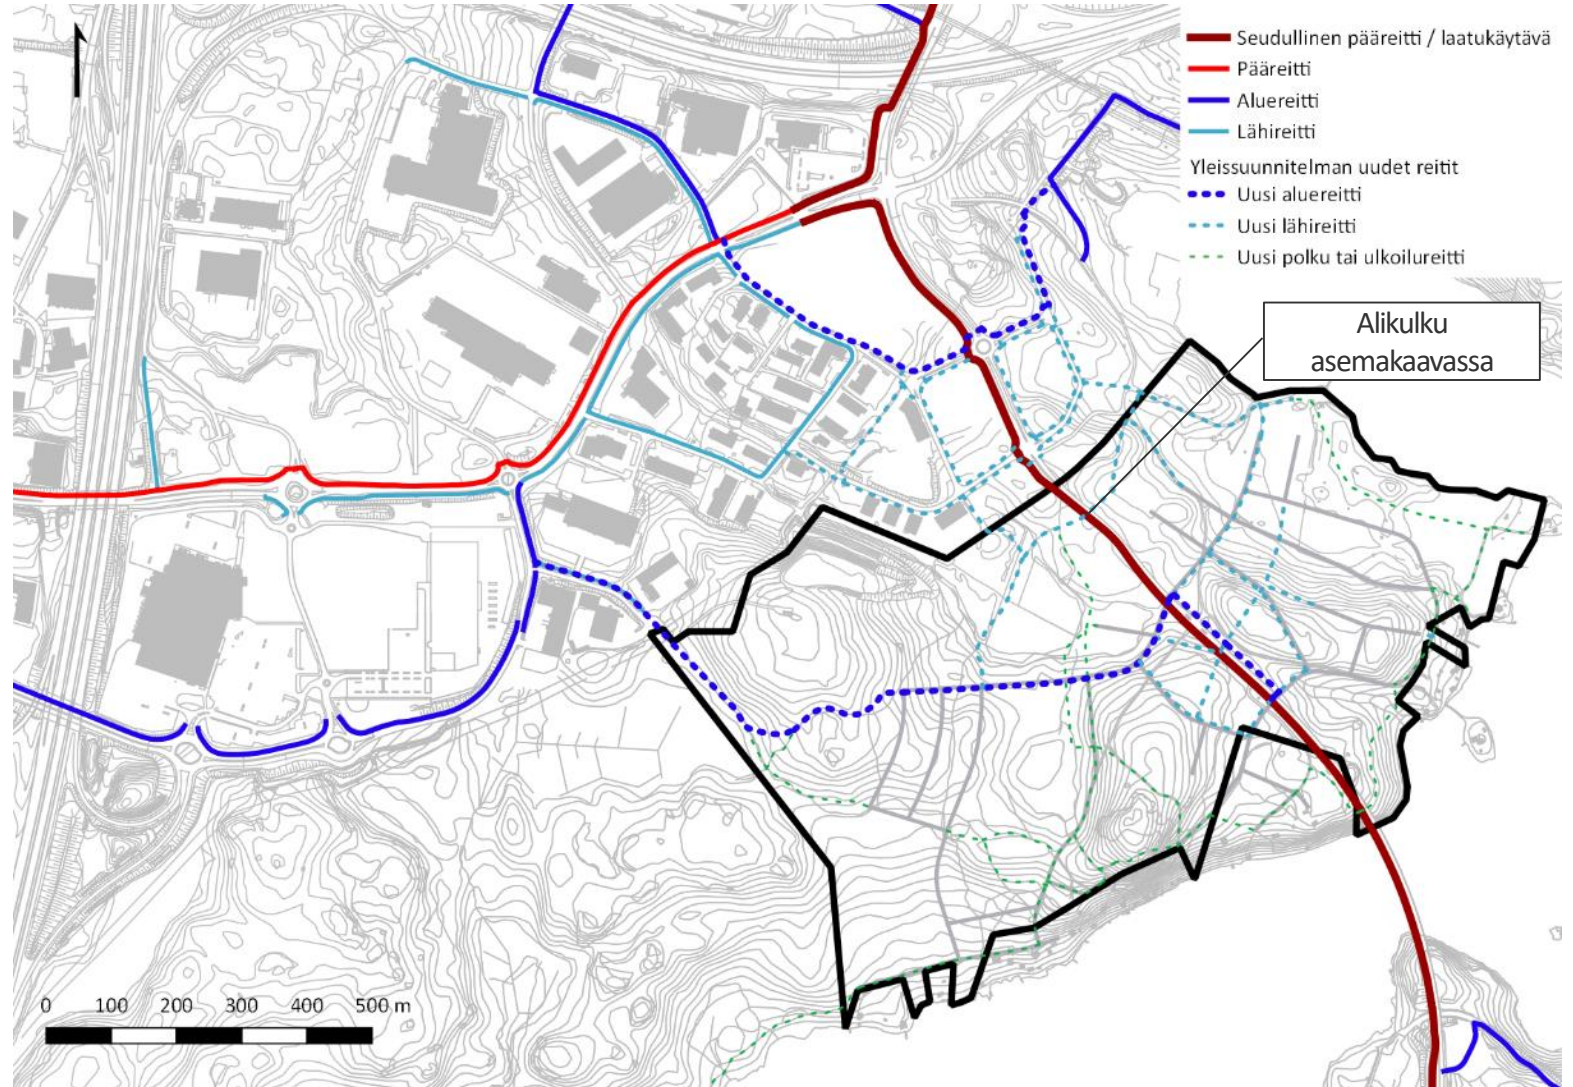 Seudullinen pääreitti / laatukäytävä
Pääreitti
Aluereitti
Lähireitti
Yleissuunnitelman uudet reitit
Uusi aluereitti
Uusi lähireitti
Uusi polku tai ulkoilureitti
Alikulku
asemakaavassa
0 100 200 300 400 500 m